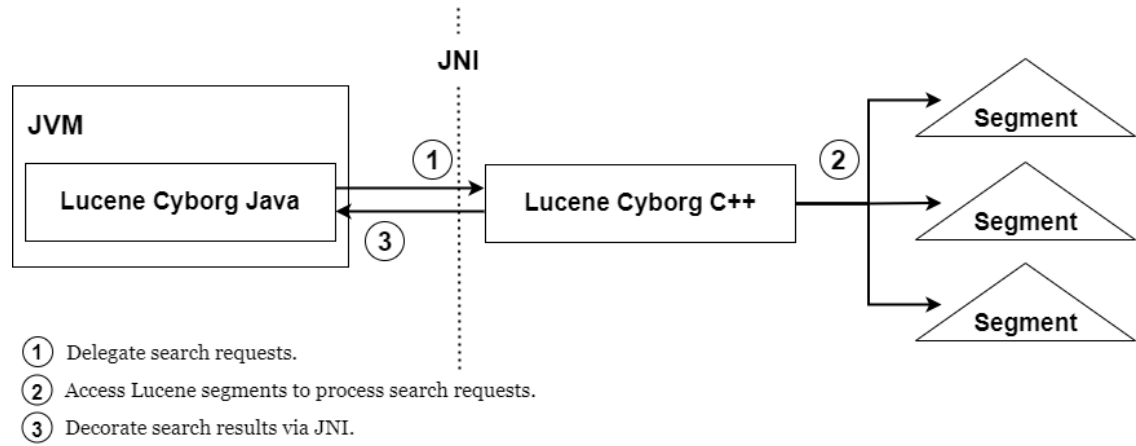 JNI
JVM
Lucene Cyborg Java
1
3
Lucene Cyborg C++
2
Segment
Segment
Segment
1 Delegate search requests.
2 Access Lucene segments to process search requests.
3 Decorate search results via JNI.